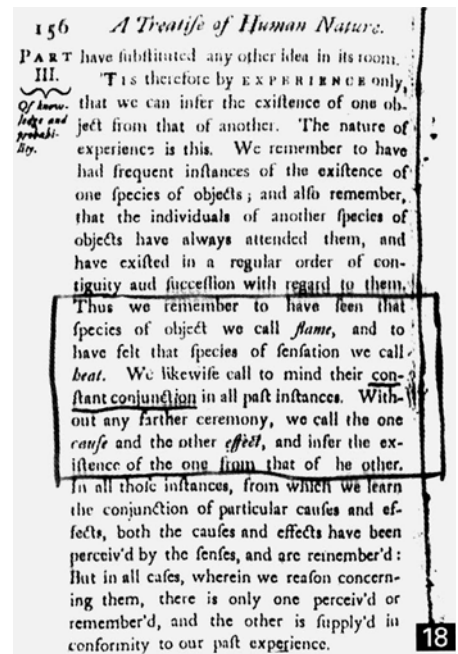 156 A Treatiſe of Human Nature.
PART III.
Of know-
ledge and
probabi-
lity.
have ſubſtituted any other idea in its room.
'TIS therefore by EXPERIENCE only,
that we can infer the exiſtence of one ob-
ject from that of another. The nature of
experience is this. We remember to have
had frequent inſtances of the exiſtence of
one ſpecies of objects; and alſo remember,
that the individuals of another ſpecies of
objects have always attended them, and
have exiſted in a regular order of con-
tiguity and ſucceſſion with regard to them.
Thus we remember to have ſeen that
ſpecies of object we call flame, and to
have felt that ſpecies of ſenſation we call
heat. We likewiſe call to mind their con-
ſtant conjunction in all paſt inſtances. With-
out any farther ceremony, we call the one
cauſe and the other effect, and infer the ex-
iſtence of the one from that of he other.
In all thoſe inſtances, from which we learn
the conjunction of particular cauſes and ef-
fects, both the cauſes and effects have been
perceiv'd by the ſenſes, and are remember'd:
But in all caſes, wherein we reaſon concern-
ing them, there is only one perceiv'd or
remember'd, and the other is ſupply'd in
conformity to our paſt experience.
18